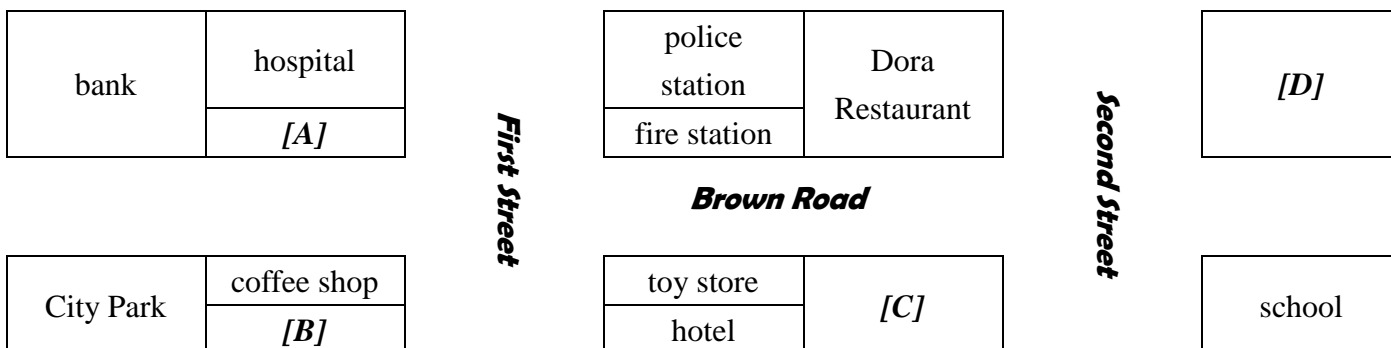 bank
hospital
[A]
First Street
police
station
fire station
Dora
Restaurant
Second Street
[D]
Brown Road
City Park
coffee shop
[B]
toy store
hotel
[C]
school